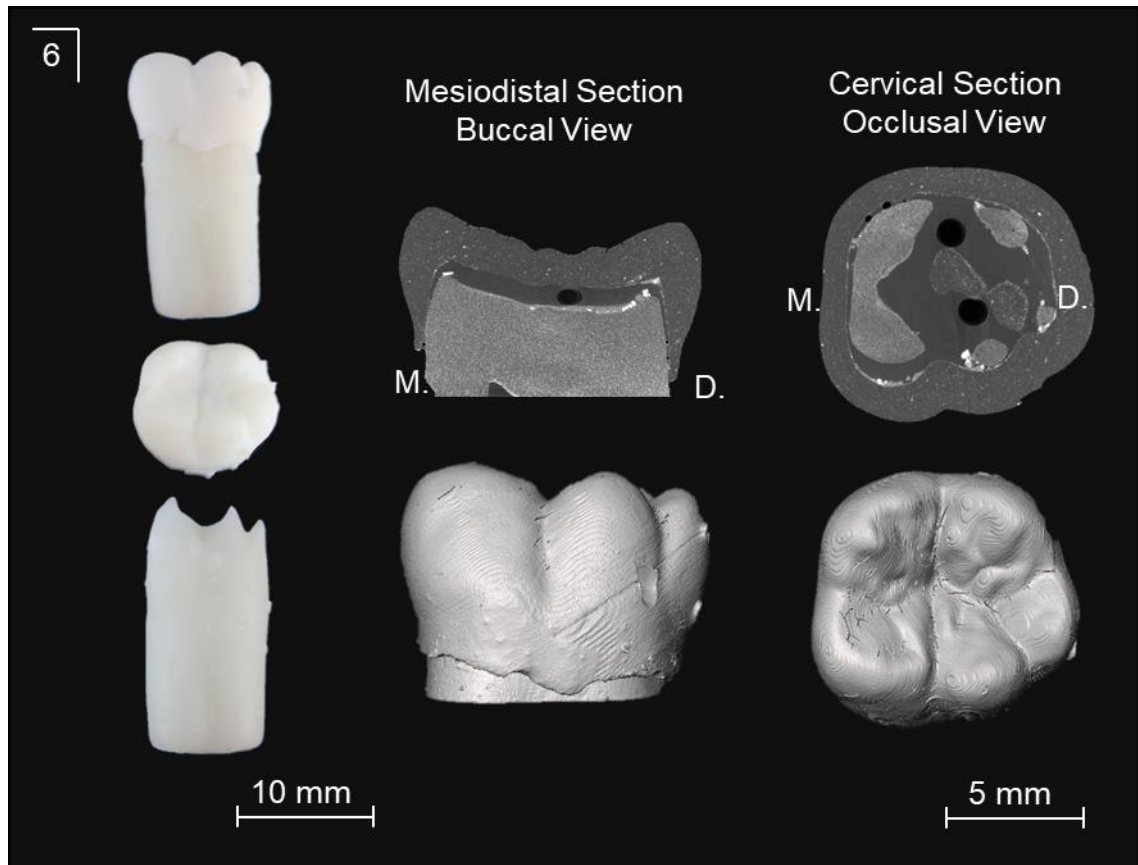 6
Mesiodistal Section
Buccal View
Cervical Section
Occlusal View
M.
D.
M.
D.
10 mm
5 mm